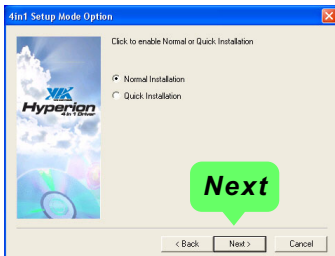 4in1 Setup Mode Option
Click to enable Normal or Quick Installation
Normal Installation
Quick Installation
VIA
Hyperion
4 in 1 Driver
Next
< Back
Next >
Cancel